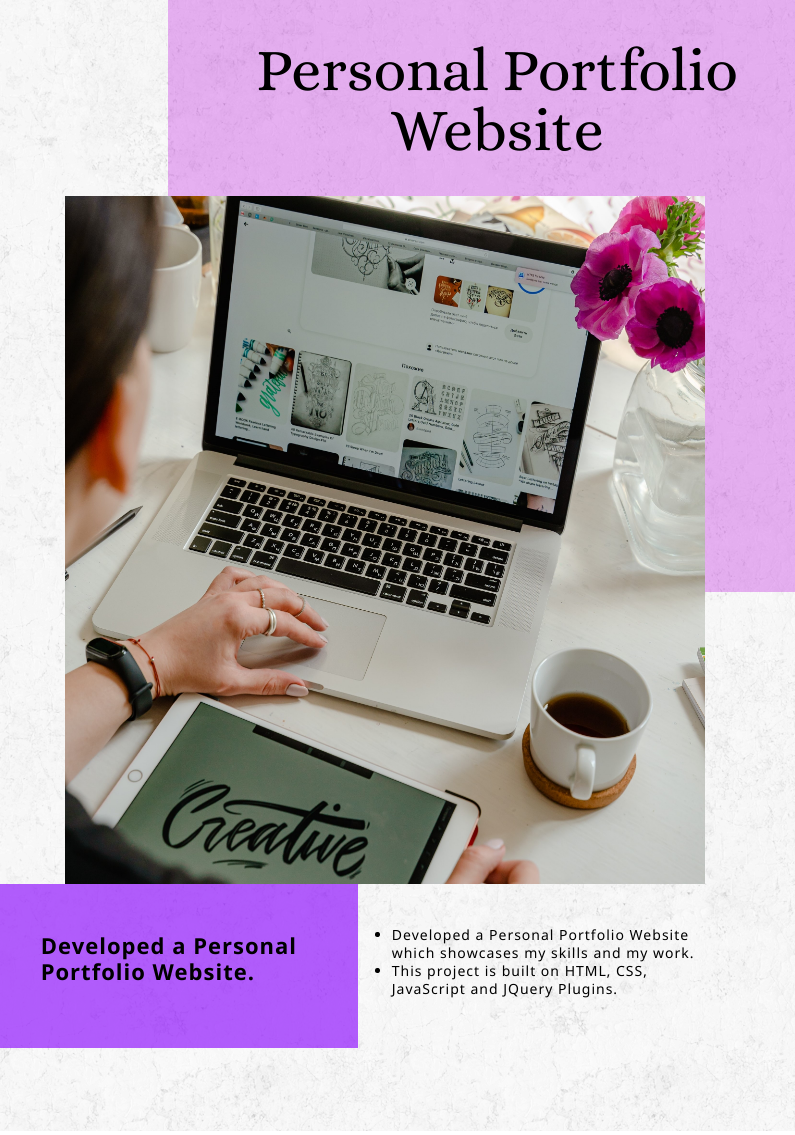 Personal Portfolio
Website
Creative
Developed a Personal
Portfolio Website.
• Developed a Personal Portfolio Website
which showcases my skills and my work.
• This project is built on HTML, CSS,
JavaScript and JQuery Plugins.